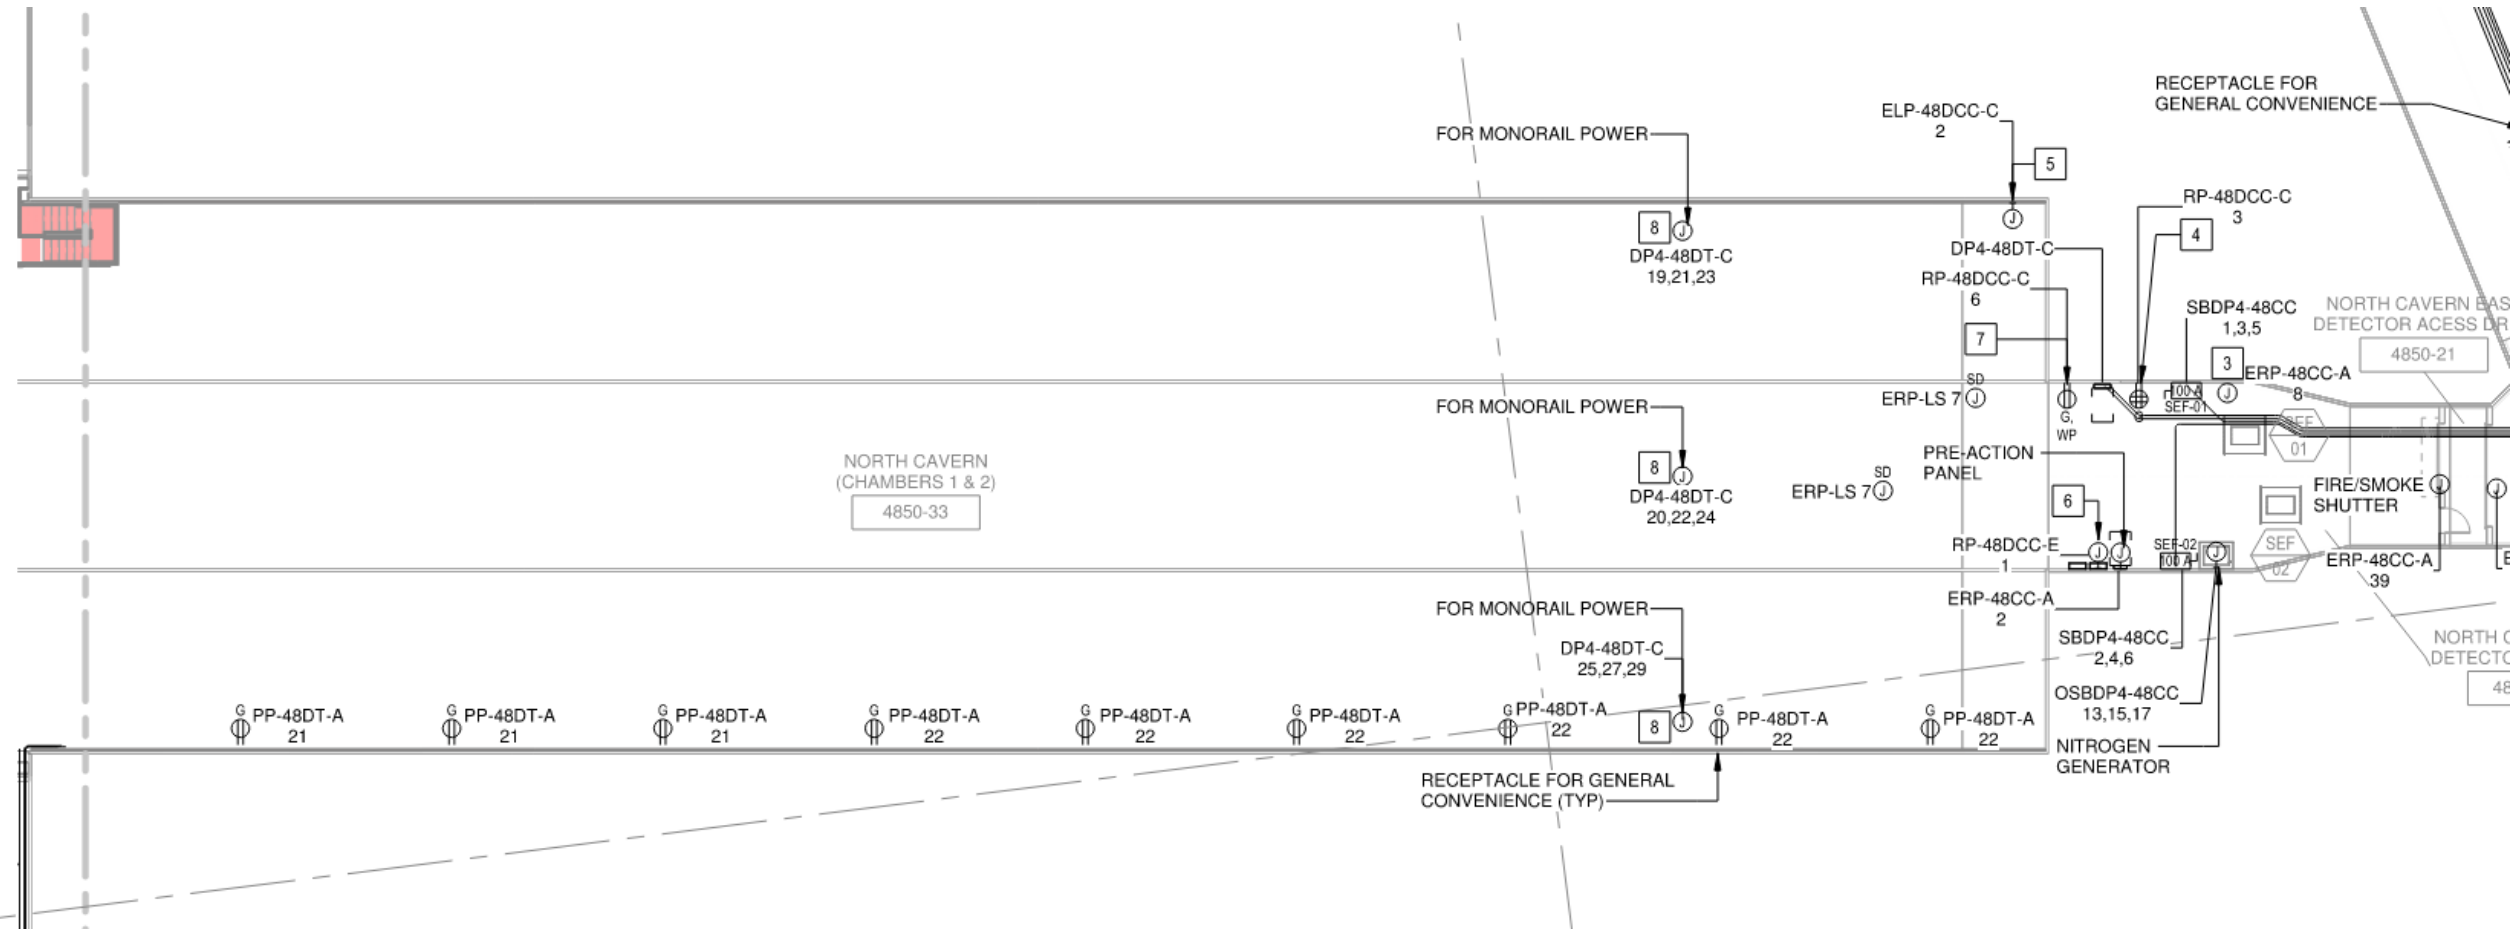 RECEPTACLE FOR
GENERAL CONVENIENCE
ELP-48DCC-C
2
FOR MONORAIL POWER
5
RP-48DCC-C
3
8
J
J
4
DP4-48DT-C
19,21,23
DP4-48DT-C
RP-48DCC-C
6
SBDP4-48CC
1,3,5
NORTH CAVERN EAS
DETECTOR ACESS DR
4850-21
7
3
ERP-48CC-A
8
SD
ERP-LS 7
J
100 A
J
SEF-01
G,
WP
FOR MONORAIL POWER
SEF
01
NORTH CAVERN
(CHAMBERS 1 & 2)
4850-33
8
J
DP4-48DT-C
20,22,24
SD
ERP-LS 7
J
PRE-ACTION
PANEL
6
FIRE/SMOKE
SHUTTER
J
J
RP-48DCC-E
1
J
J
SEF-02
100 A
J
SEF
02
ERP-48CC-A
39
E
ERP-48CC-A
2
FOR MONORAIL POWER
DP4-48DT-C
25,27,29
SBDP4-48CC
2,4,6
NORTH C
DETECTO
48
OSBDP4-48CC
13,15,17
NITROGEN
GENERATOR
G
PP-48DT-A
21
G
PP-48DT-A
21
G
PP-48DT-A
21
G
PP-48DT-A
22
G
PP-48DT-A
22
G
PP-48DT-A
22
G
PP-48DT-A
22
8
J
G
PP-48DT-A
22
G
PP-48DT-A
22
RECEPTACLE FOR GENERAL
CONVENIENCE (TYP)